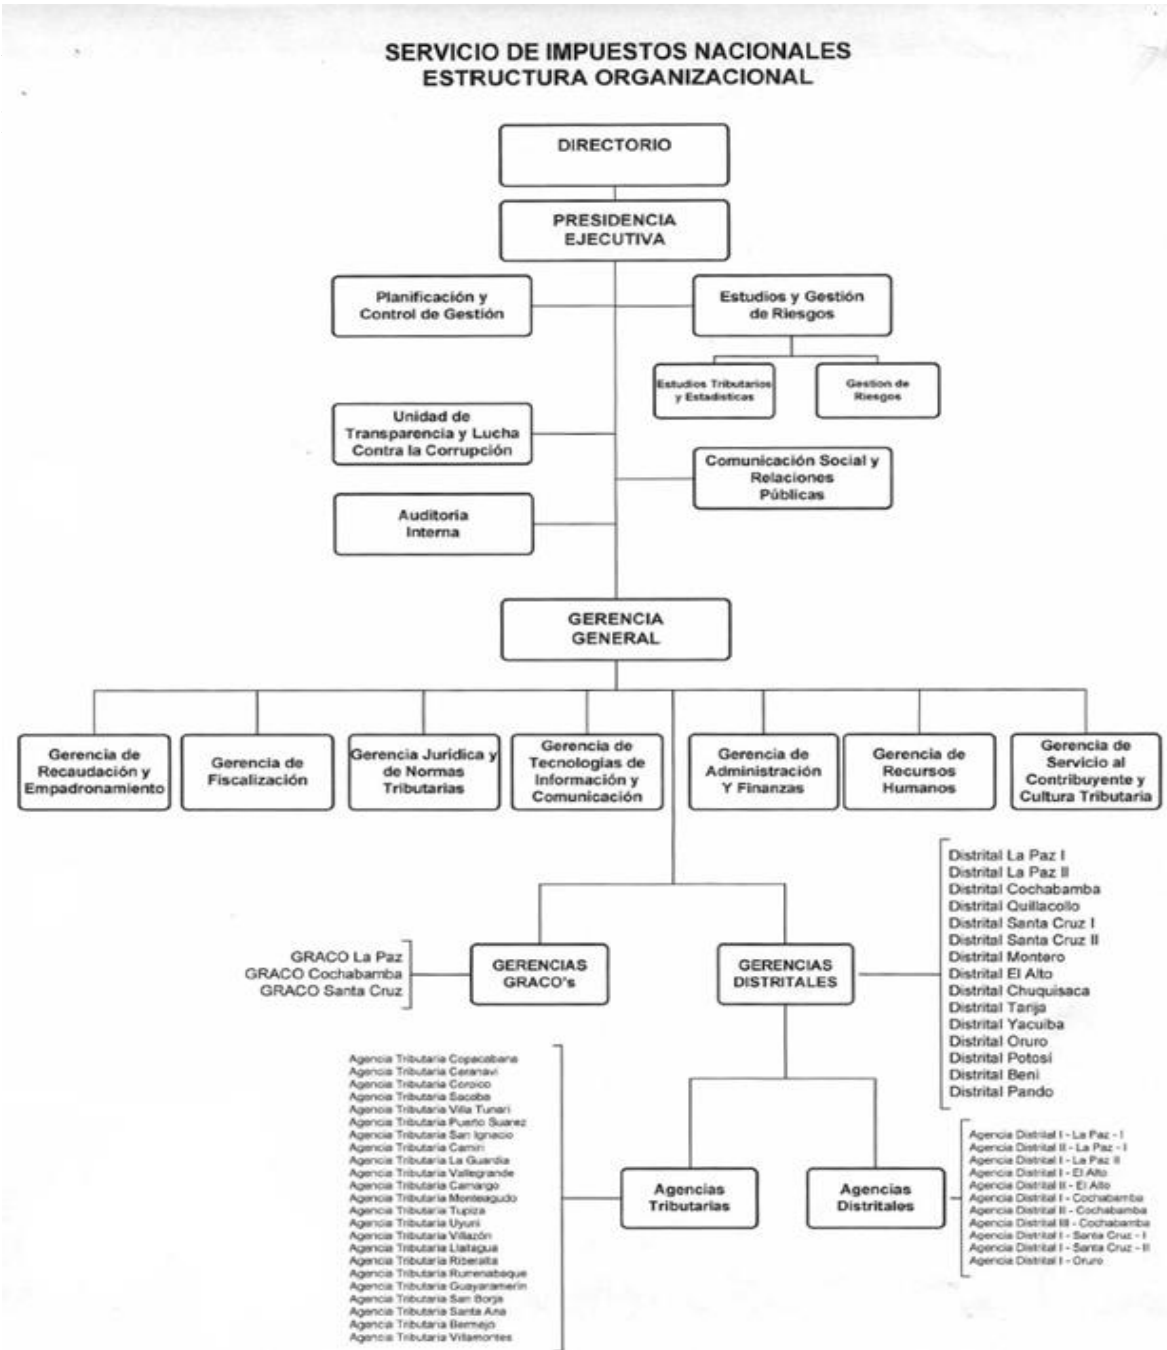 SERVICIO DE IMPUESTOS NACIONALES
ESTRUCTURA ORGANIZACIONAL
DIRECTORIO
PRESIDENCIA
EJECUTIVA
Planificación y
Control de Gestión
Estudios y Gestión
de Riesgos
Estudios Tributarios
y Estadisticas
Gestion de
Riesgos
Unidad de
Transparencia y Lucha
Contra la Corrupción
Comunicación Social y
Relaciones
Públicas
Auditoria
Interna
GERENCIA
GENERAL
Gerencia de
Recaudación y
Empadronamiento
Gerencia de
Fiscalización
Gerencia Jurídica y
de Normas
Tributarias
Gerencia de
Tecnologías de
Información y
Comunicación
Gerencia de
Administración
Y Finanzas
Gerencia de
Recursos
Humanos
Gerencia de
Servicio al
Contribuyente y
Cultura Tributaria
GRACO La Paz
GRACO Cochabamba
GRACO Santa Cruz
GERENCIAS
GRACO's
GERENCIAS
DISTRITALES
Distrital La Paz I
Distrital La Paz II
Distrital Cochabamba
Distrital Quillacollo
Distrital Santa Cruz I
Distrital Santa Cruz II
Distrital Montero
Distrital El Alto
Distrital Chuquisaca
Distrital Tarija
Distrital Yacuiba
Distrital Oruro
Distrital Potosí
Distrital Beni
Distrital Pando
Agencia Tributaria Copacabana
Agencia Tributaria Caranavi
Agencia Tributaria Coroico
Agencia Tributaria Sacaba
Agencia Tributaria Villa Tunari
Agencia Tributaria Puerto Suarez
Agencia Tributaria San Ignacio
Agencia Tributaria Camiri
Agencia Tributaria La Guardia
Agencia Tributaria Vallegrande
Agencia Tributaria Camargo
Agencia Tributaria Monteagudo
Agencia Tributaria Tupiza
Agencia Tributaria Uyuni
Agencia Tributaria Villazón
Agencia Tributaria Llallagua
Agencia Tributaria Riberalta
Agencia Tributaria Rurrenabaque
Agencia Tributaria Guayaramerin
Agencia Tributaria San Borja
Agencia Tributaria Santa Ana
Agencia Tributaria Bermejo
Agencia Tributaria Villamontes
Agencias
Tributarias
Agencias
Distritales
Agencia Distrital I - La Paz - I
Agencia Distrital II - La Paz - I
Agencia Distrital I - La Paz II
Agencia Distrital I - El Alto
Agencia Distrital II - El Alto
Agencia Distrital I - Cochabamba
Agencia Distrital II - Cochabamba
Agencia Distrital III - Cochabamba
Agencia Distrital I - Santa Cruz - I
Agencia Distrital I - Santa Cruz - II
Agencia Distrital I - Oruro